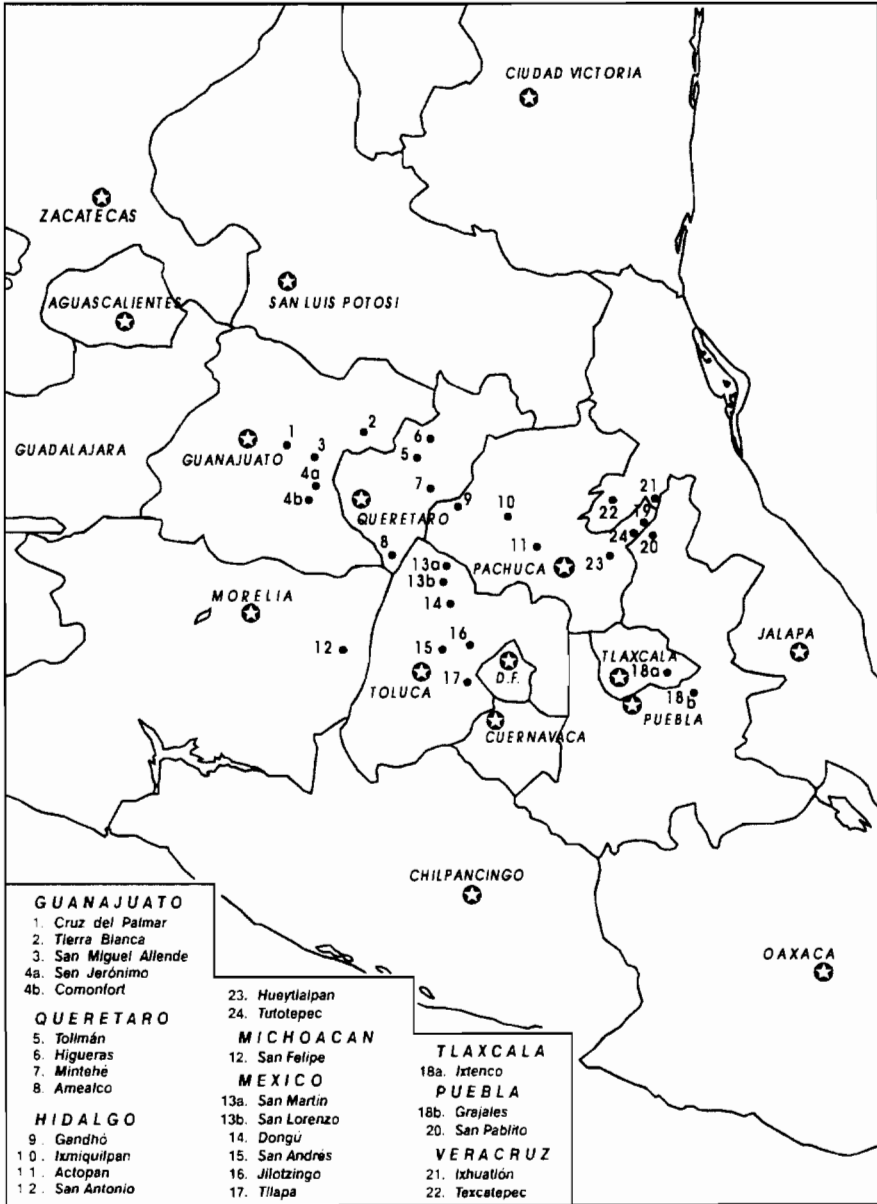 CIUDAD VICTORIA
ZACATECAS
AGUASCALIENTES
SAN LUIS POTOSI
GUADALAJARA
GUANAJUATO
1
2
3
4a
4b
5
6
7
QUERETARO
8
9
10
11
PACHUCA
21
22
19
24
20
23
13a
13b
14
MORELIA
12
15
16
TOLUCA
17
D.F.
CUERNAVACA
TLAXCALA
18a
18b
PUEBLA
JALAPA
CHILPANCINGO
OAXACA
GUANAJUATO
1. Cruz del Palmar
2. Tierra Blanca
3. San Miguel Allende
4a. Sen Jerónimo
4b. Comonfort
QUERETARO
5. Tolimán
6. Higueras
7. Mintehé
8. Amealco
HIDALGO
9. Gandhó
10. Ixmiquilpan
11. Actopan
12. San Antonio
23. Hueytlalpan
24. Tutotepec
MICHOACAN
12. San Felipe
MEXICO
13a. San Martín
13b. San Lorenzo
14. Dongú
15. San Andrés
16. Jilotzingo
17. Tilapa
TLAXCALA
18a. Ixtenco
PUEBLA
18b. Grajales
20. San Pablito
VERACRUZ
21. Ixhuatlón
22. Texcatepec